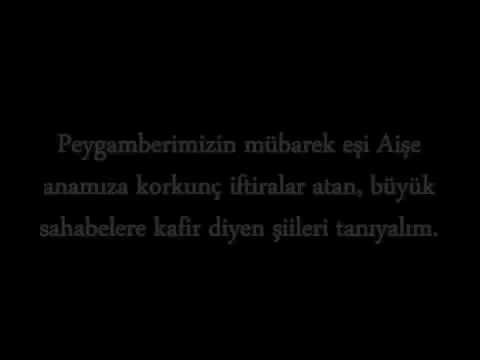 Peygamberimizin mübarek eşi Aişe
anamıza korkunç iftiralar atan, büyük
sahabelere kafir diyen şiileri tanıyalım.